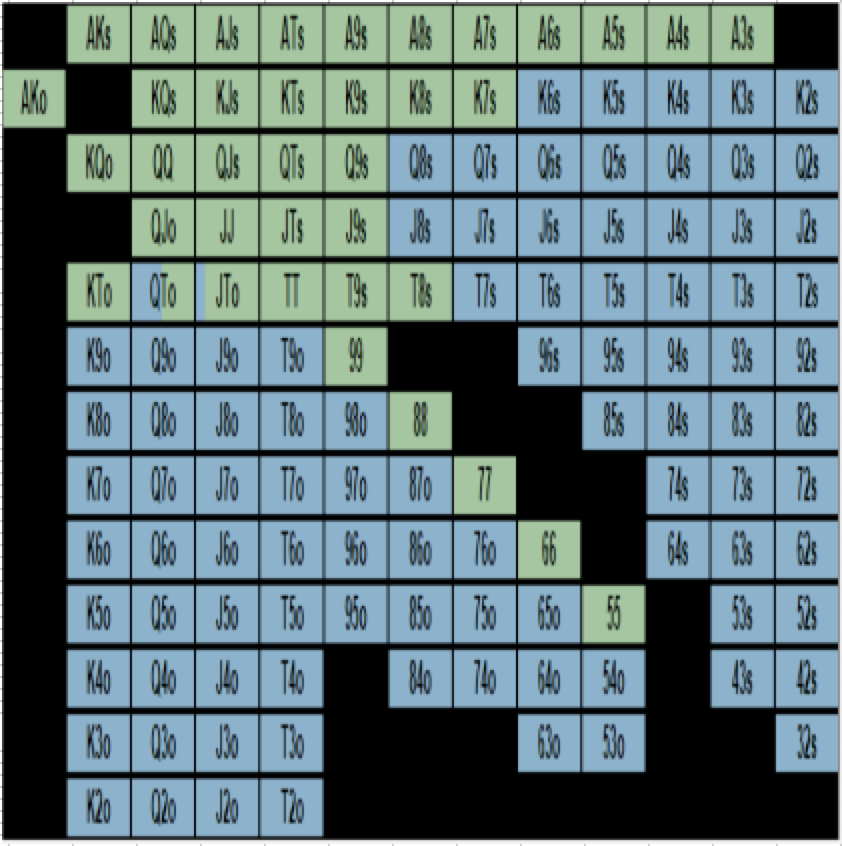 AKs AQs AJs ATs A9s A8s A7s A6s A5s A4s A3s
AKo KQs KJs KTs K9s K8s K7s K6s K5s K4s K3s K2s
KQo QQ QJs QTs Q9s Q8s Q7s Q6s Q5s Q4s Q3s Q2s
QJo JJ JTs J9s J8s J7s J6s J5s J4s J3s J2s
KTo QTo JTo TT T9s T8s T7s T6s T5s T4s T3s T2s
K9o Q9o J9o T9o 99 96s 95s 94s 93s 92s
K8o Q8o J8o T8o 98o 88 85s 84s 83s 82s
K7o Q7o J7o T7o 97o 87o 77 74s 73s 72s
K6o Q6o J6o T6o 96o 86o 76o 66 64s 63s 62s
K5o Q5o J5o T5o 95o 85o 75o 65o 55 53s 52s
K4o Q4o J4o T4o 84o 74o 64o 54o 43s 42s
K3o Q3o J3o T3o 63o 53o 32s
K2o Q2o J2o T2o